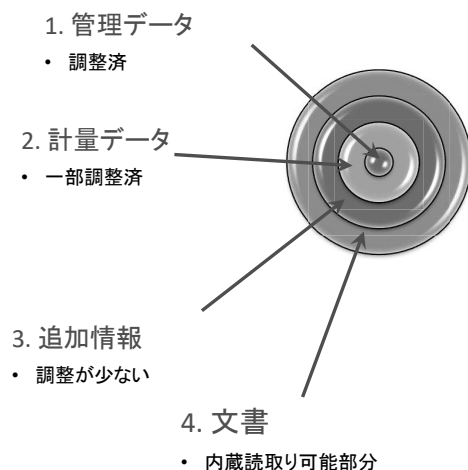 1. 管理データ
• 調整済
2. 計量データ
• 一部調整済
3. 追加情報
• 調整が少ない
4. 文書
• 内蔵読取り可能部分